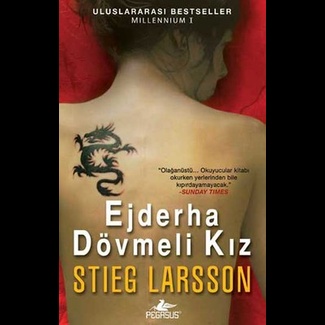 ULUSLARARASI BESTSELLER
MILLENNIUM I
"Olağanüstü... Okuyucular kitabı
okurken yerlerinden bile
kıpırdayamayacak."
-SUNDAY TIMES
Ejderha
Dövmeli Kız
STIEG LARSSON
PEGASUS